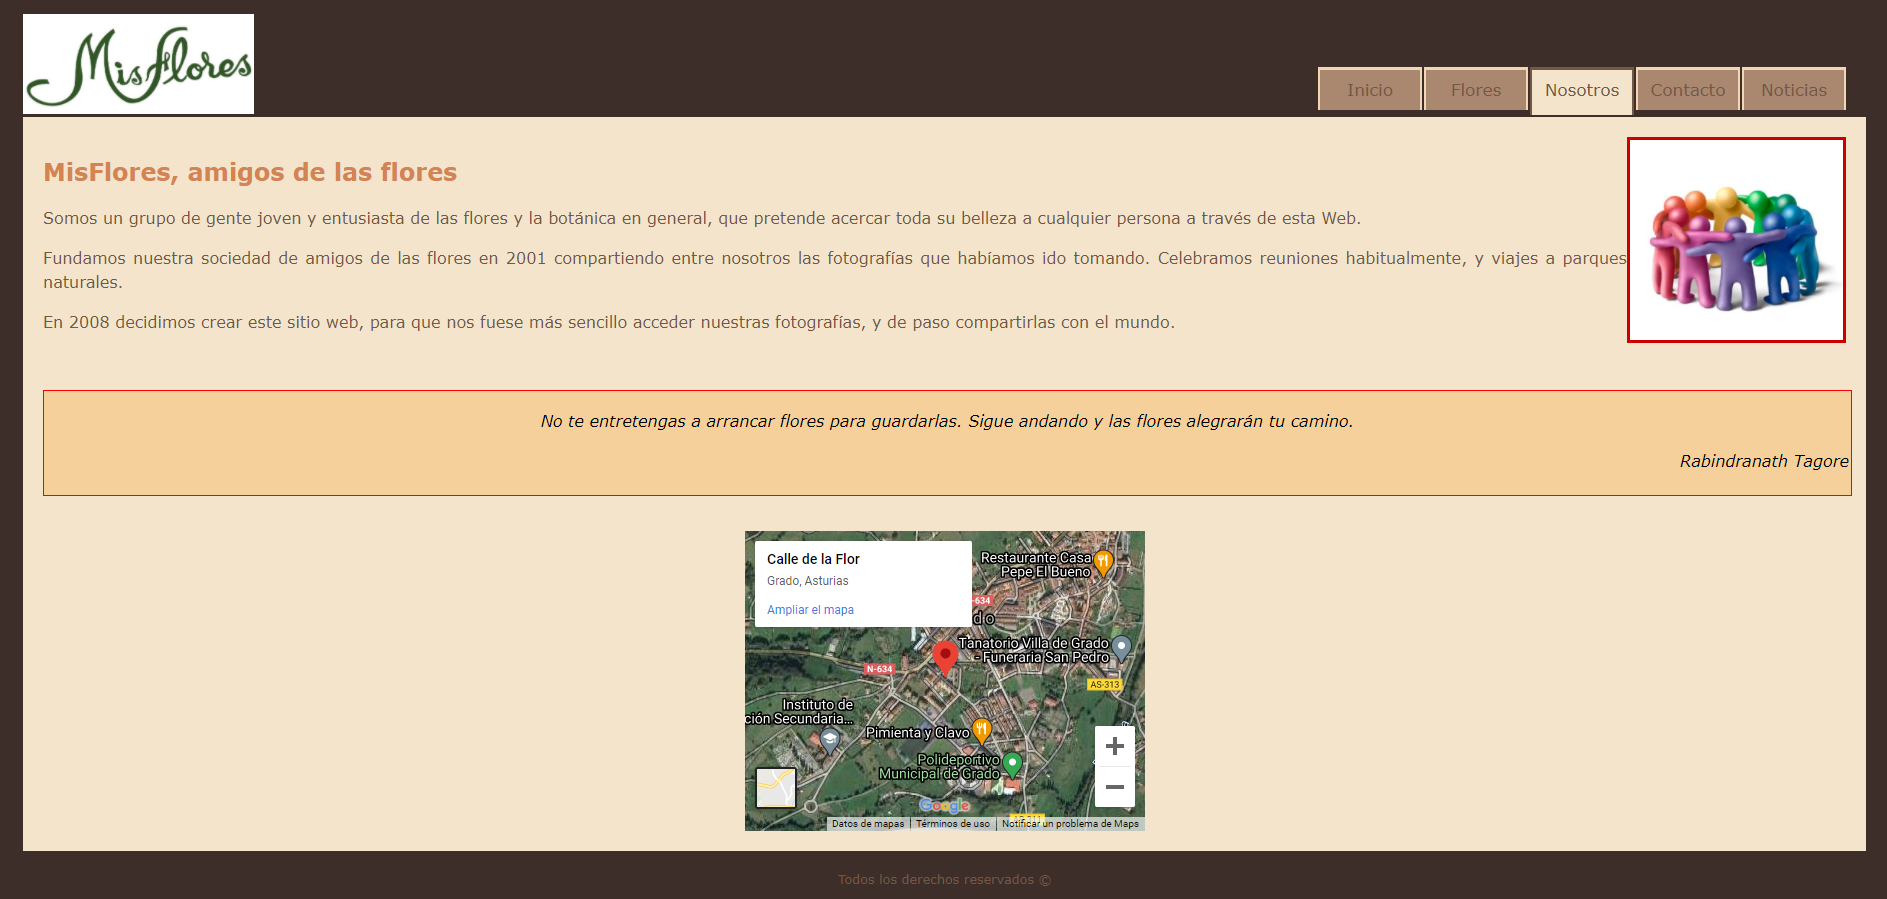 MisFlores
Inicio
Flores
Nosotros
Contacto
Noticias
MisFlores, amigos de las flores
Somos un grupo de gente joven y entusiasta de las flores y la botánica en general, que pretende acercar toda su belleza a cualquier persona a través de esta Web.
Fundamos nuestra sociedad de amigos de las flores en 2001 compartiendo entre nosotros las fotografías que habíamos ido tomando. Celebramos reuniones habitualmente, y viajes a parques
naturales.
En 2008 decidimos crear este sitio web, para que nos fuese más sencillo acceder nuestras fotografías, y de paso compartirlas con el mundo.
No te entretengas a arrancar flores para guardarlas. Sigue andando y las flores alegrarán tu camino.
Rabindranath Tagore
Calle de la Flor
Grado, Asturias
Ampliar el mapa
Restaurante Casa
Pepe El Bueno
-634
do
Tanatorio Villa de Grado
- Funeraria San Pedro
N-634
AS-313
Instituto de
ción Secundaria...
Pimienta y Clavo
Polideportivo
Municipal de Grado
Google
Datos de mapas
Términos de uso
Notificar un problema de Maps
Todos los derechos reservados ©